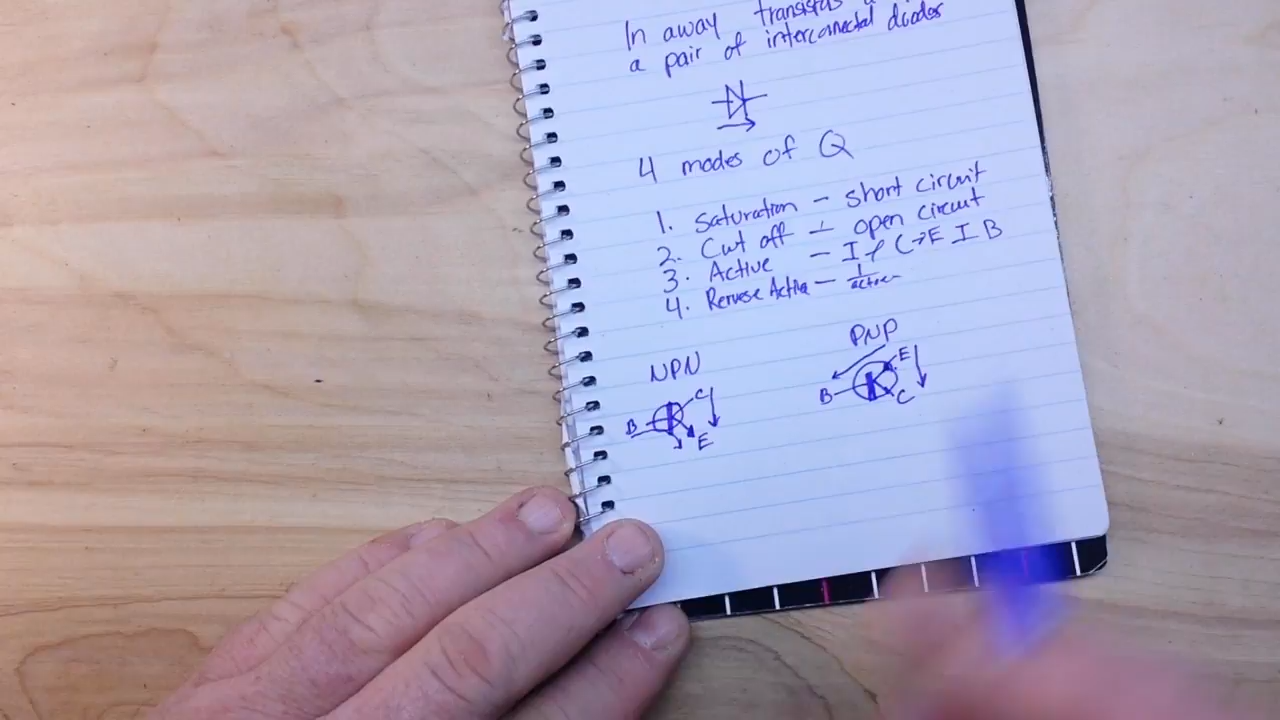 In away transistors
a pair of interconnected diodes
4 modes of Q
1. Saturation - short circuit
2. Cut off - open circuit
3. Active - I of C→E I B
4. Reverse Active - 1/active
NPN
PNP
B C E
B E C